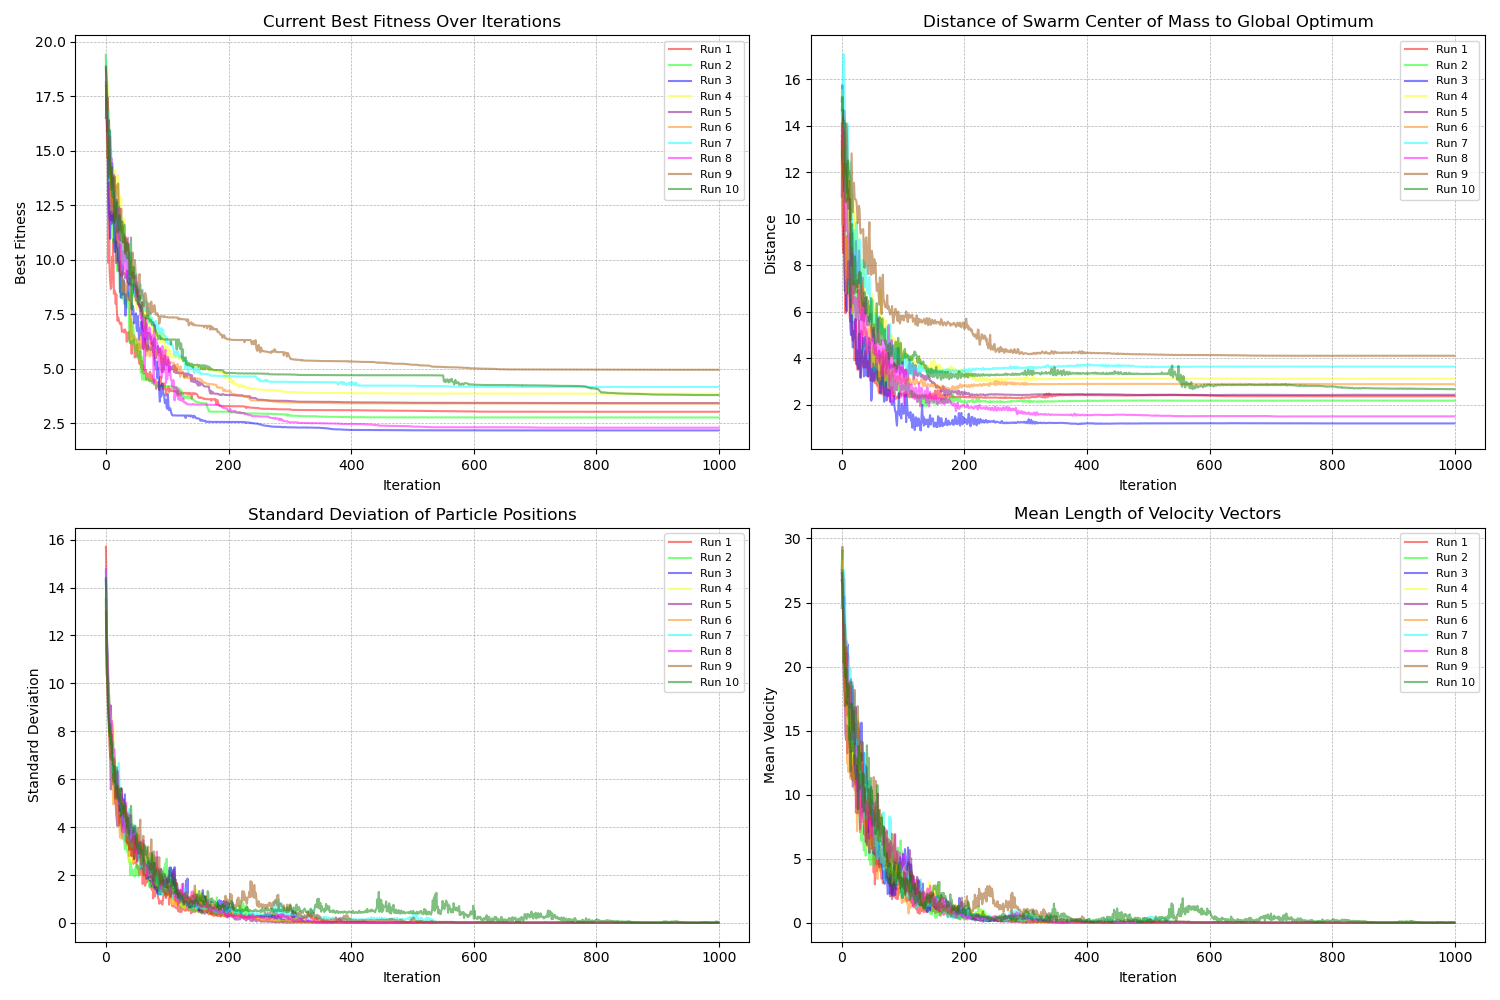 Current Best Fitness Over Iterations
20.0
17.5
15.0
12.5
10.0
7.5
5.0
2.5
Best Fitness
0 200 400 600 800 1000
Iteration
Run 1
Run 2
Run 3
Run 4
Run 5
Run 6
Run 7
Run 8
Run 9
Run 10
Distance of Swarm Center of Mass to Global Optimum
16
14
12
10
8
6
4
2
Distance
0 200 400 600 800 1000
Iteration
Run 1
Run 2
Run 3
Run 4
Run 5
Run 6
Run 7
Run 8
Run 9
Run 10
Standard Deviation of Particle Positions
16
14
12
10
8
6
4
2
0
Standard Deviation
0 200 400 600 800 1000
Iteration
Run 1
Run 2
Run 3
Run 4
Run 5
Run 6
Run 7
Run 8
Run 9
Run 10
Mean Length of Velocity Vectors
30
25
20
15
10
5
0
Mean Velocity
0 200 400 600 800 1000
Iteration
Run 1
Run 2
Run 3
Run 4
Run 5
Run 6
Run 7
Run 8
Run 9
Run 10